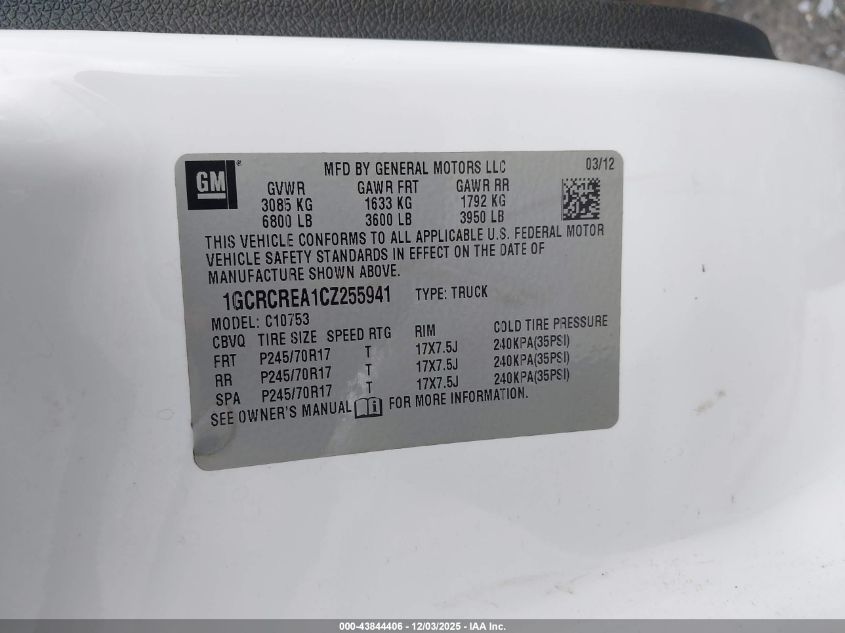 GM
MFD BY GENERAL MOTORS LLC 03/12
GVWR GAWR FRT GAWR RR
3085 KG 1633 KG 1792 KG
6800 LB 3600 LB 3950 LB
THIS VEHICLE CONFORMS TO ALL APPLICABLE U.S. FEDERAL MOTOR
VEHICLE SAFETY STANDARDS IN EFFECT ON THE DATE OF
MANUFACTURE SHOWN ABOVE.
1GCRCREA1CZ255941 TYPE: TRUCK
MODEL: C10753
CBVQ TIRE SIZE SPEED RTG RIM COLD TIRE PRESSURE
FRT P245/70R17 T 17X7.5J 240KPA(35PSI)
RR P245/70R17 T 17X7.5J 240KPA(35PSI)
SPA P245/70R17 T 17X7.5J 240KPA(35PSI)
SEE OWNER'S MANUAL FOR MORE INFORMATION.
000-43844406 - 12/03/2025 - IAA Inc.